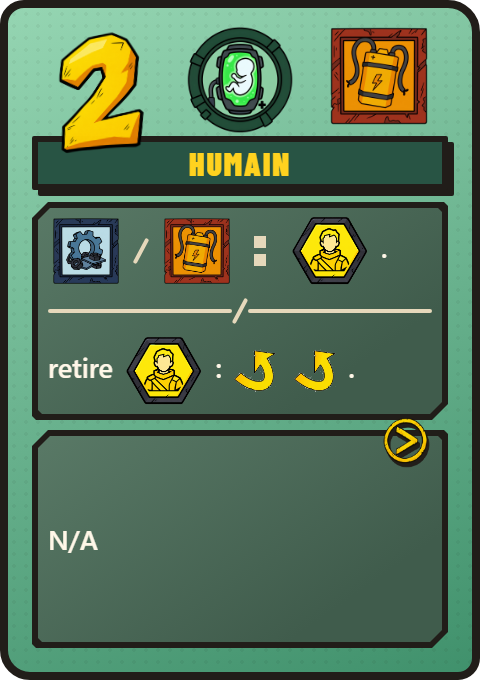 2
HUMAIN
/ : .
/
retire : .
N/A